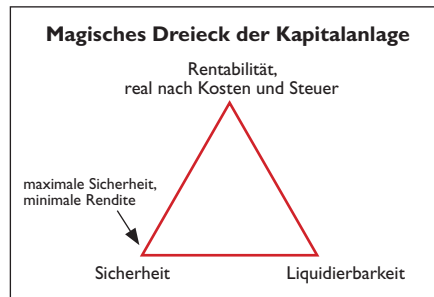 Magisches Dreieck der Kapitalanlage
Rentabilität,
real nach Kosten und Steuer
maximale Sicherheit,
minimale Rendite
Sicherheit
Liquidierbarkeit